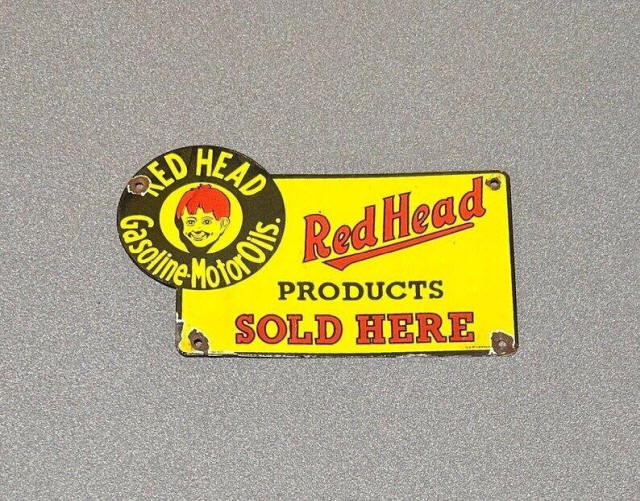 RED HEAD
Gasoline-Motor Oils.
Red Head
PRODUCTS
SOLD HERE